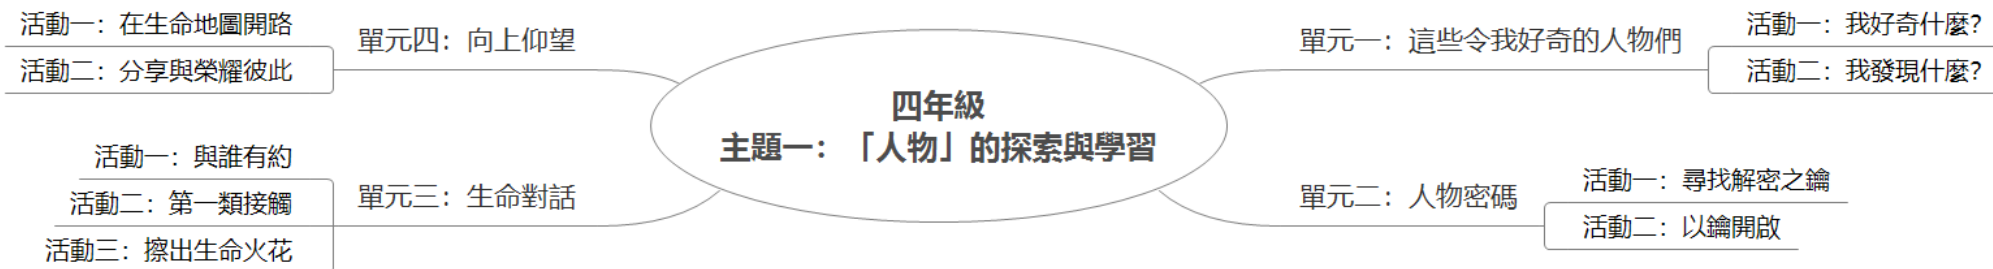 四年級
主題一：「人物」的探索與學習
單元一：這些令我好奇的人物們
活動一：我好奇什麼?
活動二：我發現什麼?
單元二：人物密碼
活動一：尋找解密之鑰
活動二：以鑰開啟
單元三：生命對話
活動一：與誰有約
活動二：第一類接觸
活動三：擦出生命火花
單元四：向上仰望
活動一：在生命地圖開路
活動二：分享與榮耀彼此